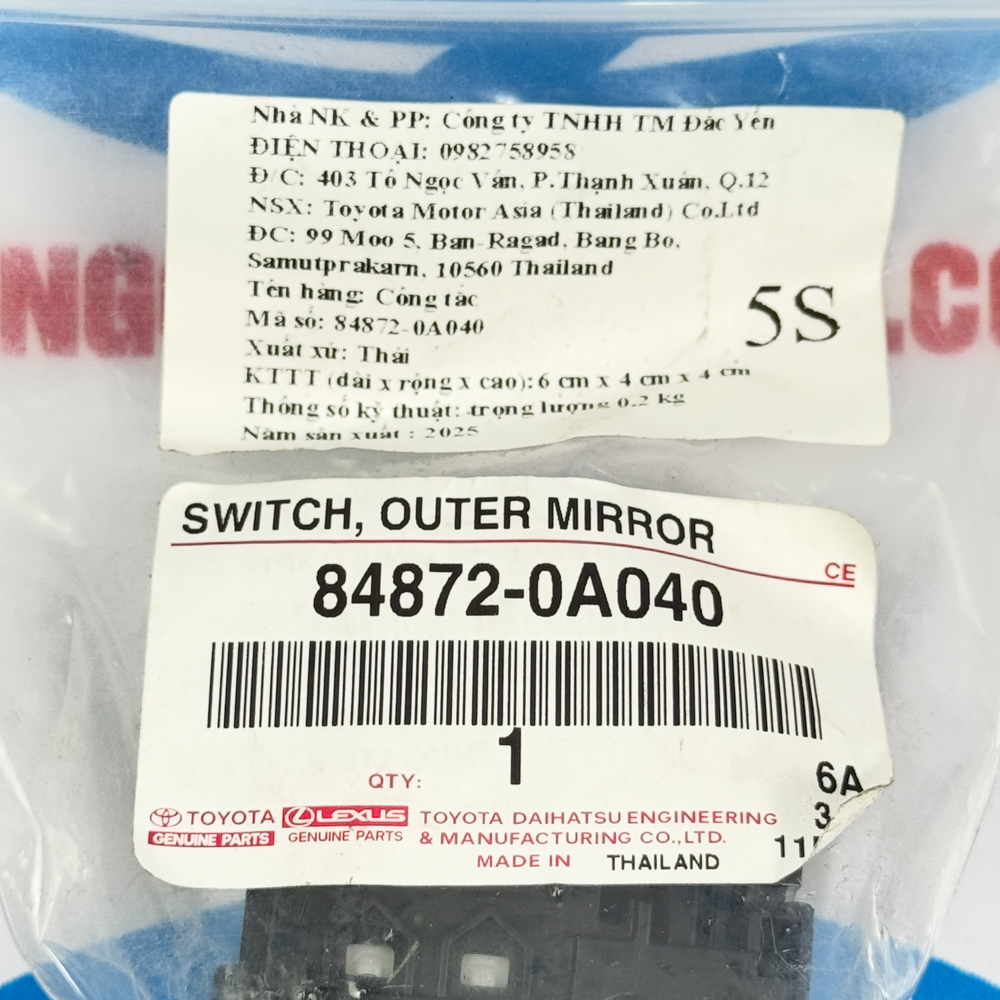 Nhà NK & PP: Công ty TNHH TM Đắc Yến
ĐIỆN THOẠI: 0982758958
Đ/C: 403 Tô Ngọc Vân, P.Thạnh Xuân, Q.12
NSX: Toyota Motor Asia (Thailand) Co.Ltd
ĐC: 99 Moo 5, Ban-Ragad, Bang Bo,
Samutprakarn, 10560 Thailand
Tên hàng: Công tắc
Mã số: 84872-0A040
5S
Xuất xứ: Thái
KTTT (dài x rộng x cao): 6 cm x 4 cm x 4 cm
Thông số kỹ thuật: trọng lượng 0.2 kg
Năm sản xuất : 2025
SWITCH, OUTER MIRROR
CE
84872-0A040
1
QTY:
6A
3
11
TOYOTA
GENUINE PARTS
LEXUS
GENUINE PARTS
TOYOTA DAIHATSU ENGINEERING
& MANUFACTURING CO., LTD.
MADE IN THAILAND